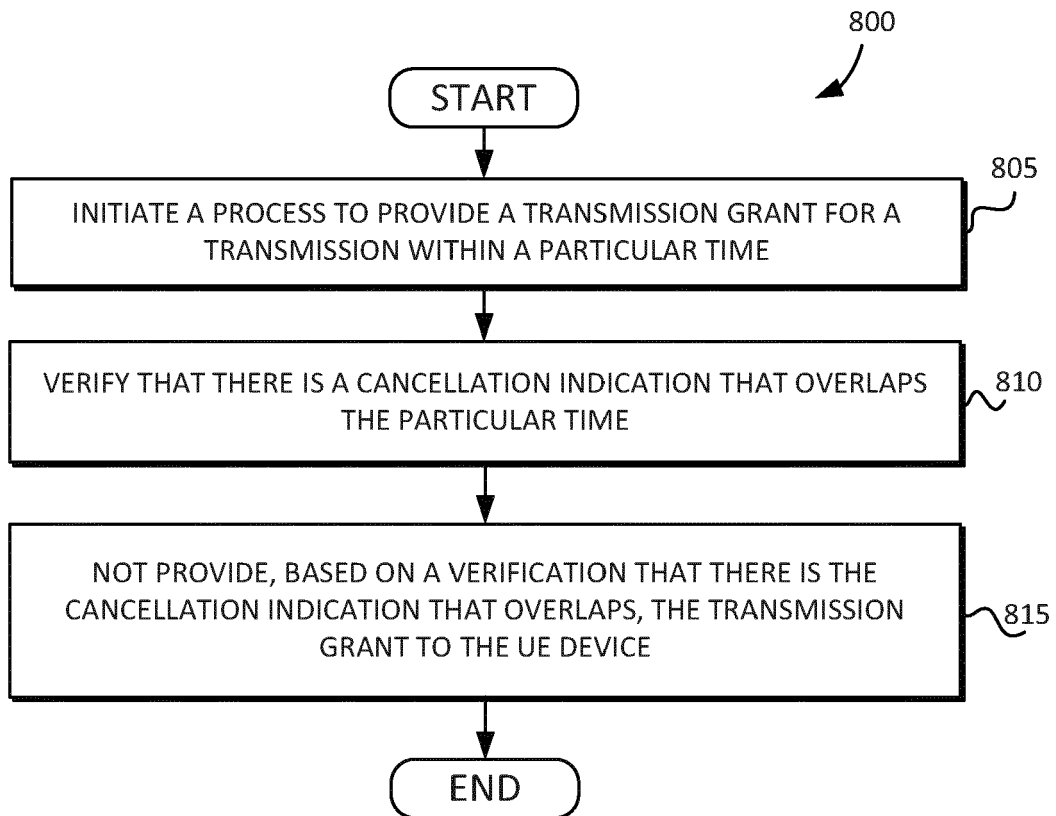 800
START
805
INITIATE A PROCESS TO PROVIDE A TRANSMISSION GRANT FOR A
TRANSMISSION WITHIN A PARTICULAR TIME
810
VERIFY THAT THERE IS A CANCELLATION INDICATION THAT OVERLAPS
THE PARTICULAR TIME
NOT PROVIDE, BASED ON A VERIFICATION THAT THERE IS THE
CANCELLATION INDICATION THAT OVERLAPS, THE TRANSMISSION
GRANT TO THE UE DEVICE
815
END